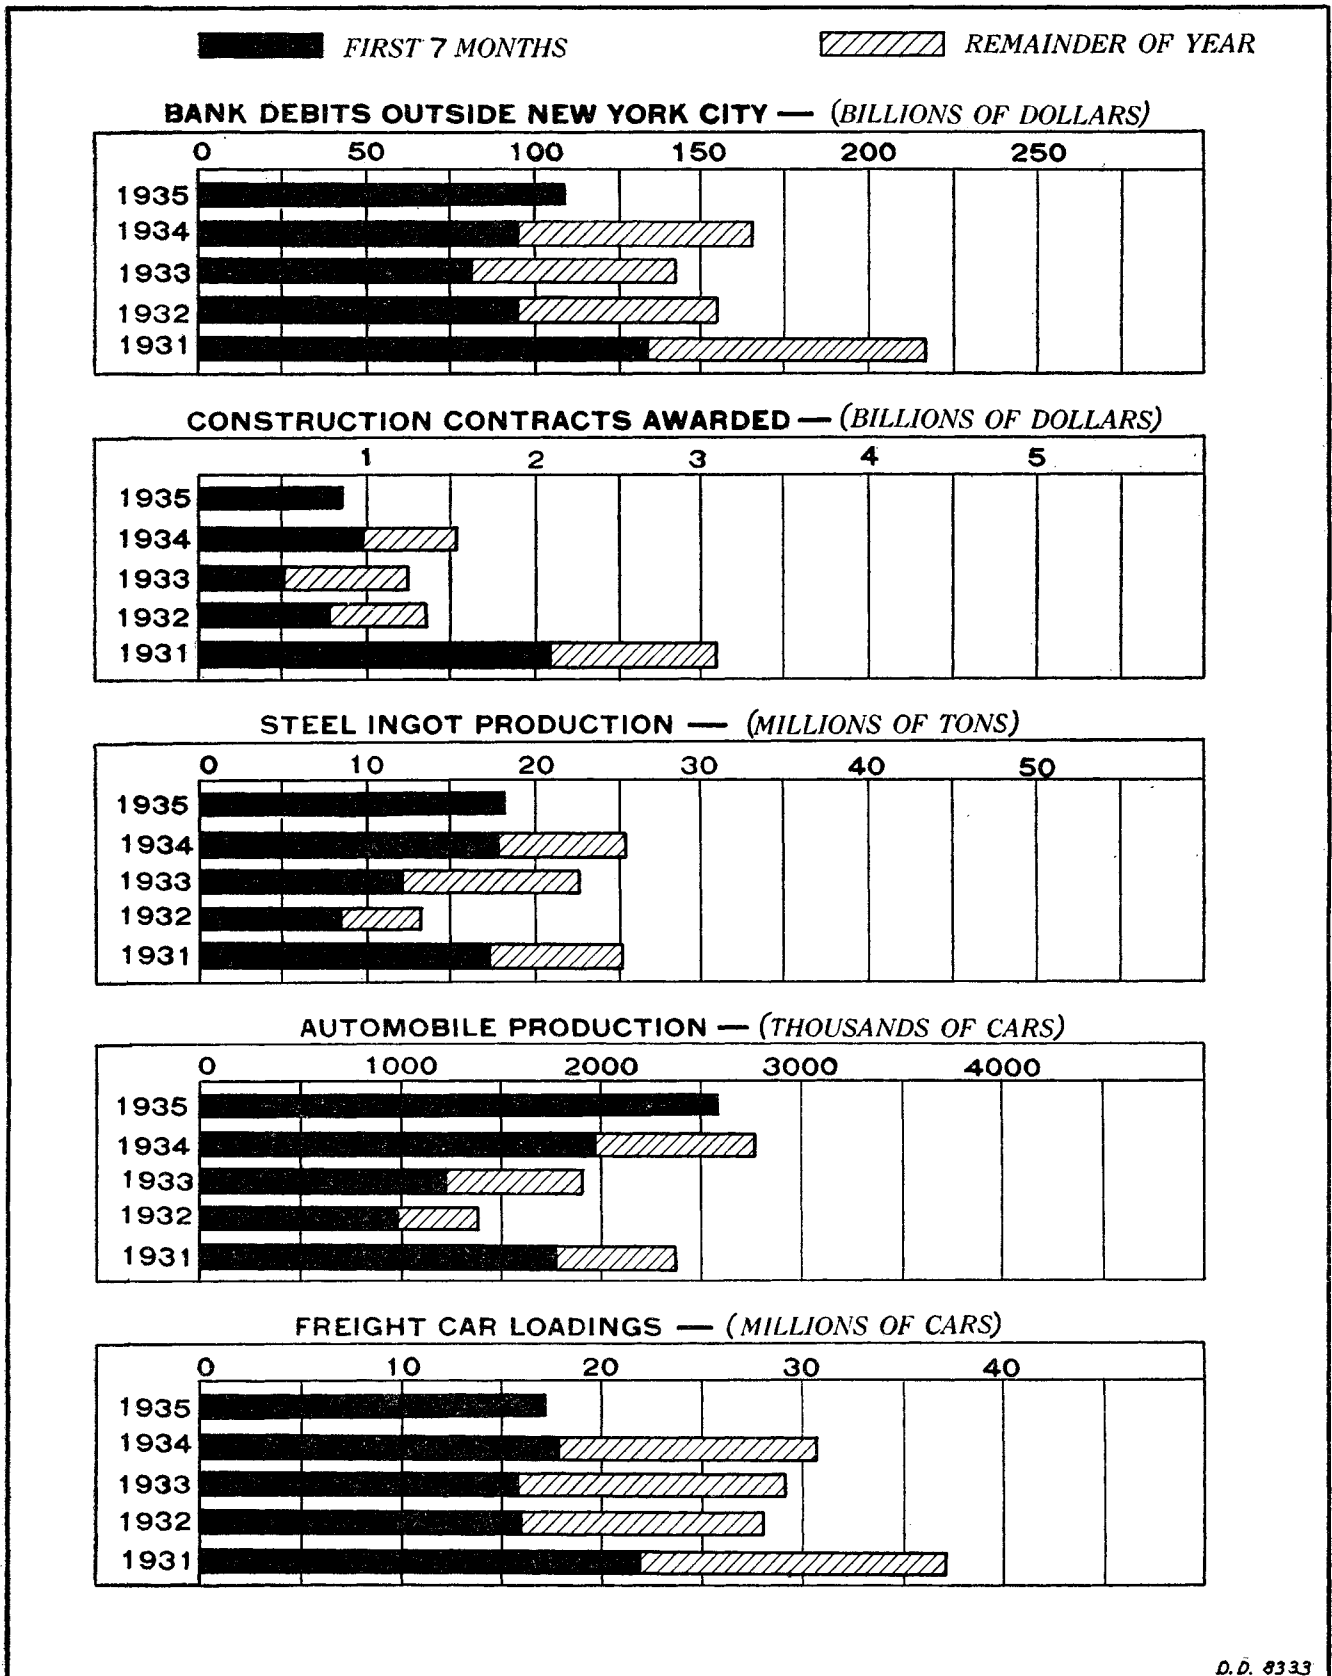 FIRST 7 MONTHS REMAINDER OF YEAR
BANK DEBITS OUTSIDE NEW YORK CITY — (BILLIONS OF DOLLARS)
0 50 100 150 200 250
1935
1934
1933
1932
1931
CONSTRUCTION CONTRACTS AWARDED — (BILLIONS OF DOLLARS)
1 2 3 4 5
1935
1934
1933
1932
1931
STEEL INGOT PRODUCTION — (MILLIONS OF TONS)
0 10 20 30 40 50
1935
1934
1933
1932
1931
AUTOMOBILE PRODUCTION — (THOUSANDS OF CARS)
0 1000 2000 3000 4000
1935
1934
1933
1932
1931
FREIGHT CAR LOADINGS — (MILLIONS OF CARS)
0 10 20 30 40
1935
1934
1933
1932
1931
D.D. 8333